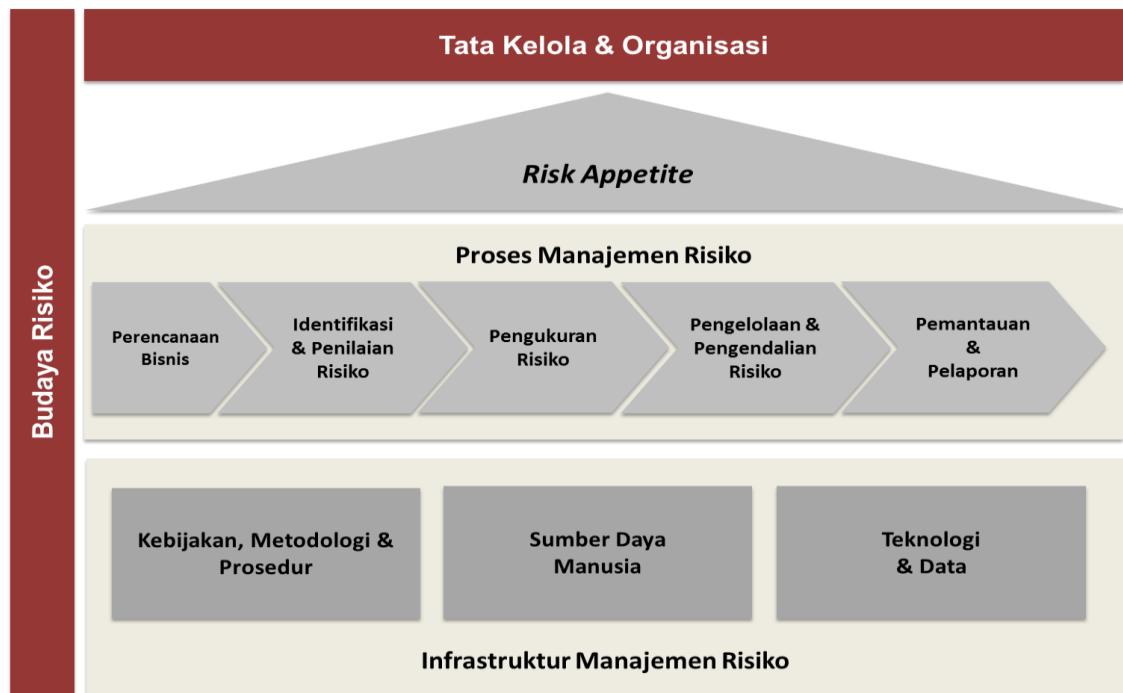 Budaya Risiko
Tata Kelola & Organisasi
Risk Appetite
Proses Manajemen Risiko
Perencanaan
Bisnis
Identifikasi
& Penilaian
Risiko
Pengukuran
Risiko
Pengelolaan &
Pengendalian
Risiko
Pemantauan
&
Pelaporan
Kebijakan, Metodologi &
Prosedur
Sumber Daya
Manusia
Teknologi
& Data
Infrastruktur Manajemen Risiko